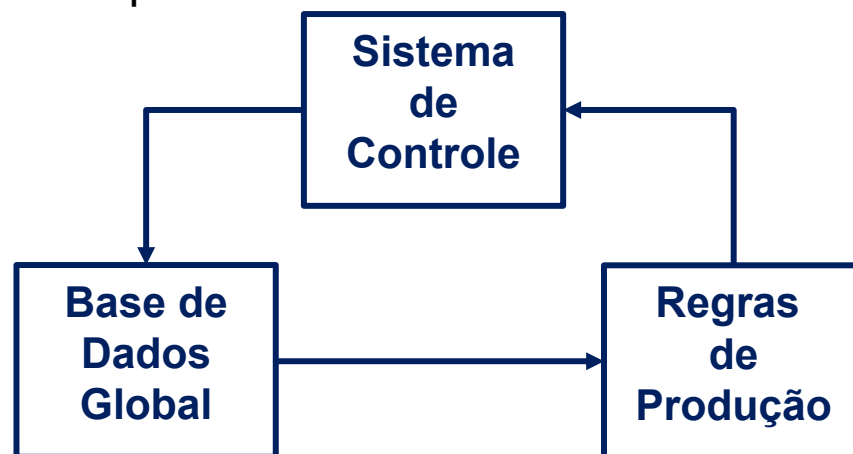 Sistema
de
Controle
Base de
Dados
Global
Regras
de
Produção